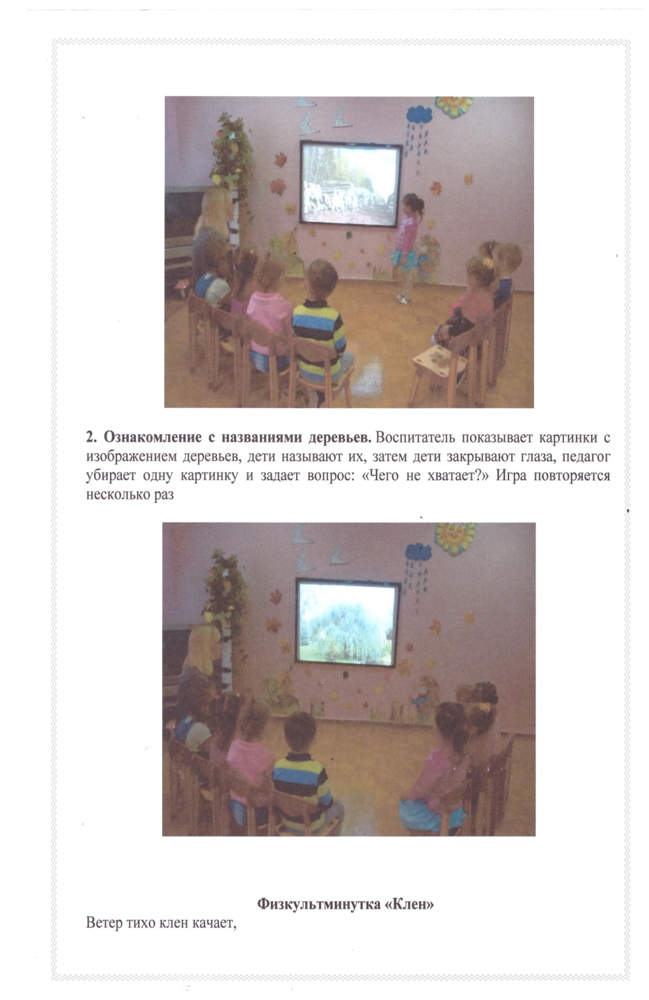 2. Ознакомление с названиями деревьев. Воспитатель показывает картинки с
изображением деревьев, дети называют их, затем дети закрывают глаза, педагог
убирает одну картинку и задает вопрос: «Чего не хватает?» Игра повторяется
несколько раз
Физкультминутка «Клен»
Ветер тихо клен качает,